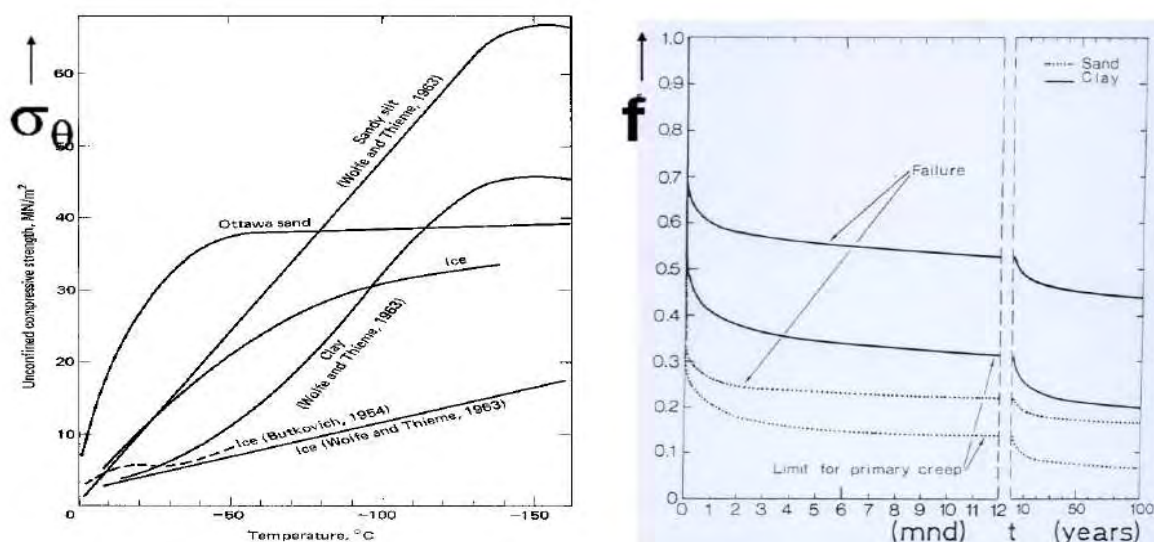 σθ
Unconfined compressive strength, MN/m²
60
50
40
30
20
10
0
Sandy silt
(Wolfe and Thieme, 1963)
Ottawa sand
Ice
Clay
(Wolfe and Thieme, 1963)
Ice (Butkovich, 1954)
Ice (Wolfe and Thieme, 1963)
0
-50
-100
-150
Temperature, °C
f
1.0
0.9
0.8
0.7
0.6
0.5
0.4
0.3
0.2
0.1
0
Sand
Clay
Failure
Limit for primary creep
0 1 2 3 4 5 6 7 8 9 10 11 12 10 50 100
(mnd) t (years)